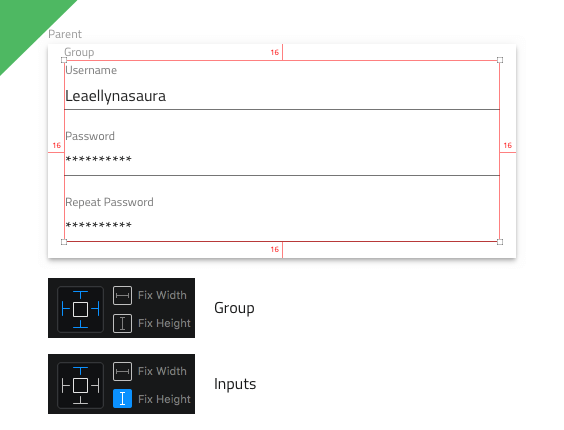 Parent
Group
16
Username
Leaellynasaura
Password
**********
16
16
Repeat Password
**********
16
Fix Width
Fix Height
Group
Fix Width
Fix Height
Inputs